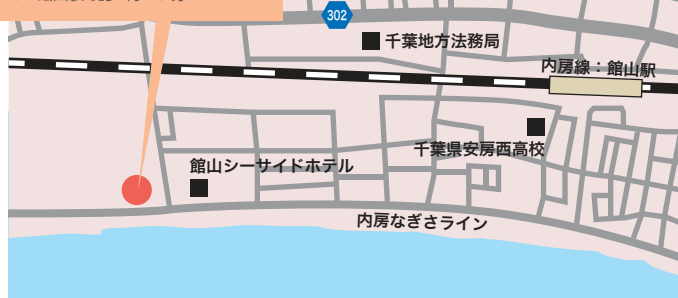 302
千葉地方法務局
内房線：館山駅
千葉県安房西高校
館山シーサイドホテル
内房なぎさライン